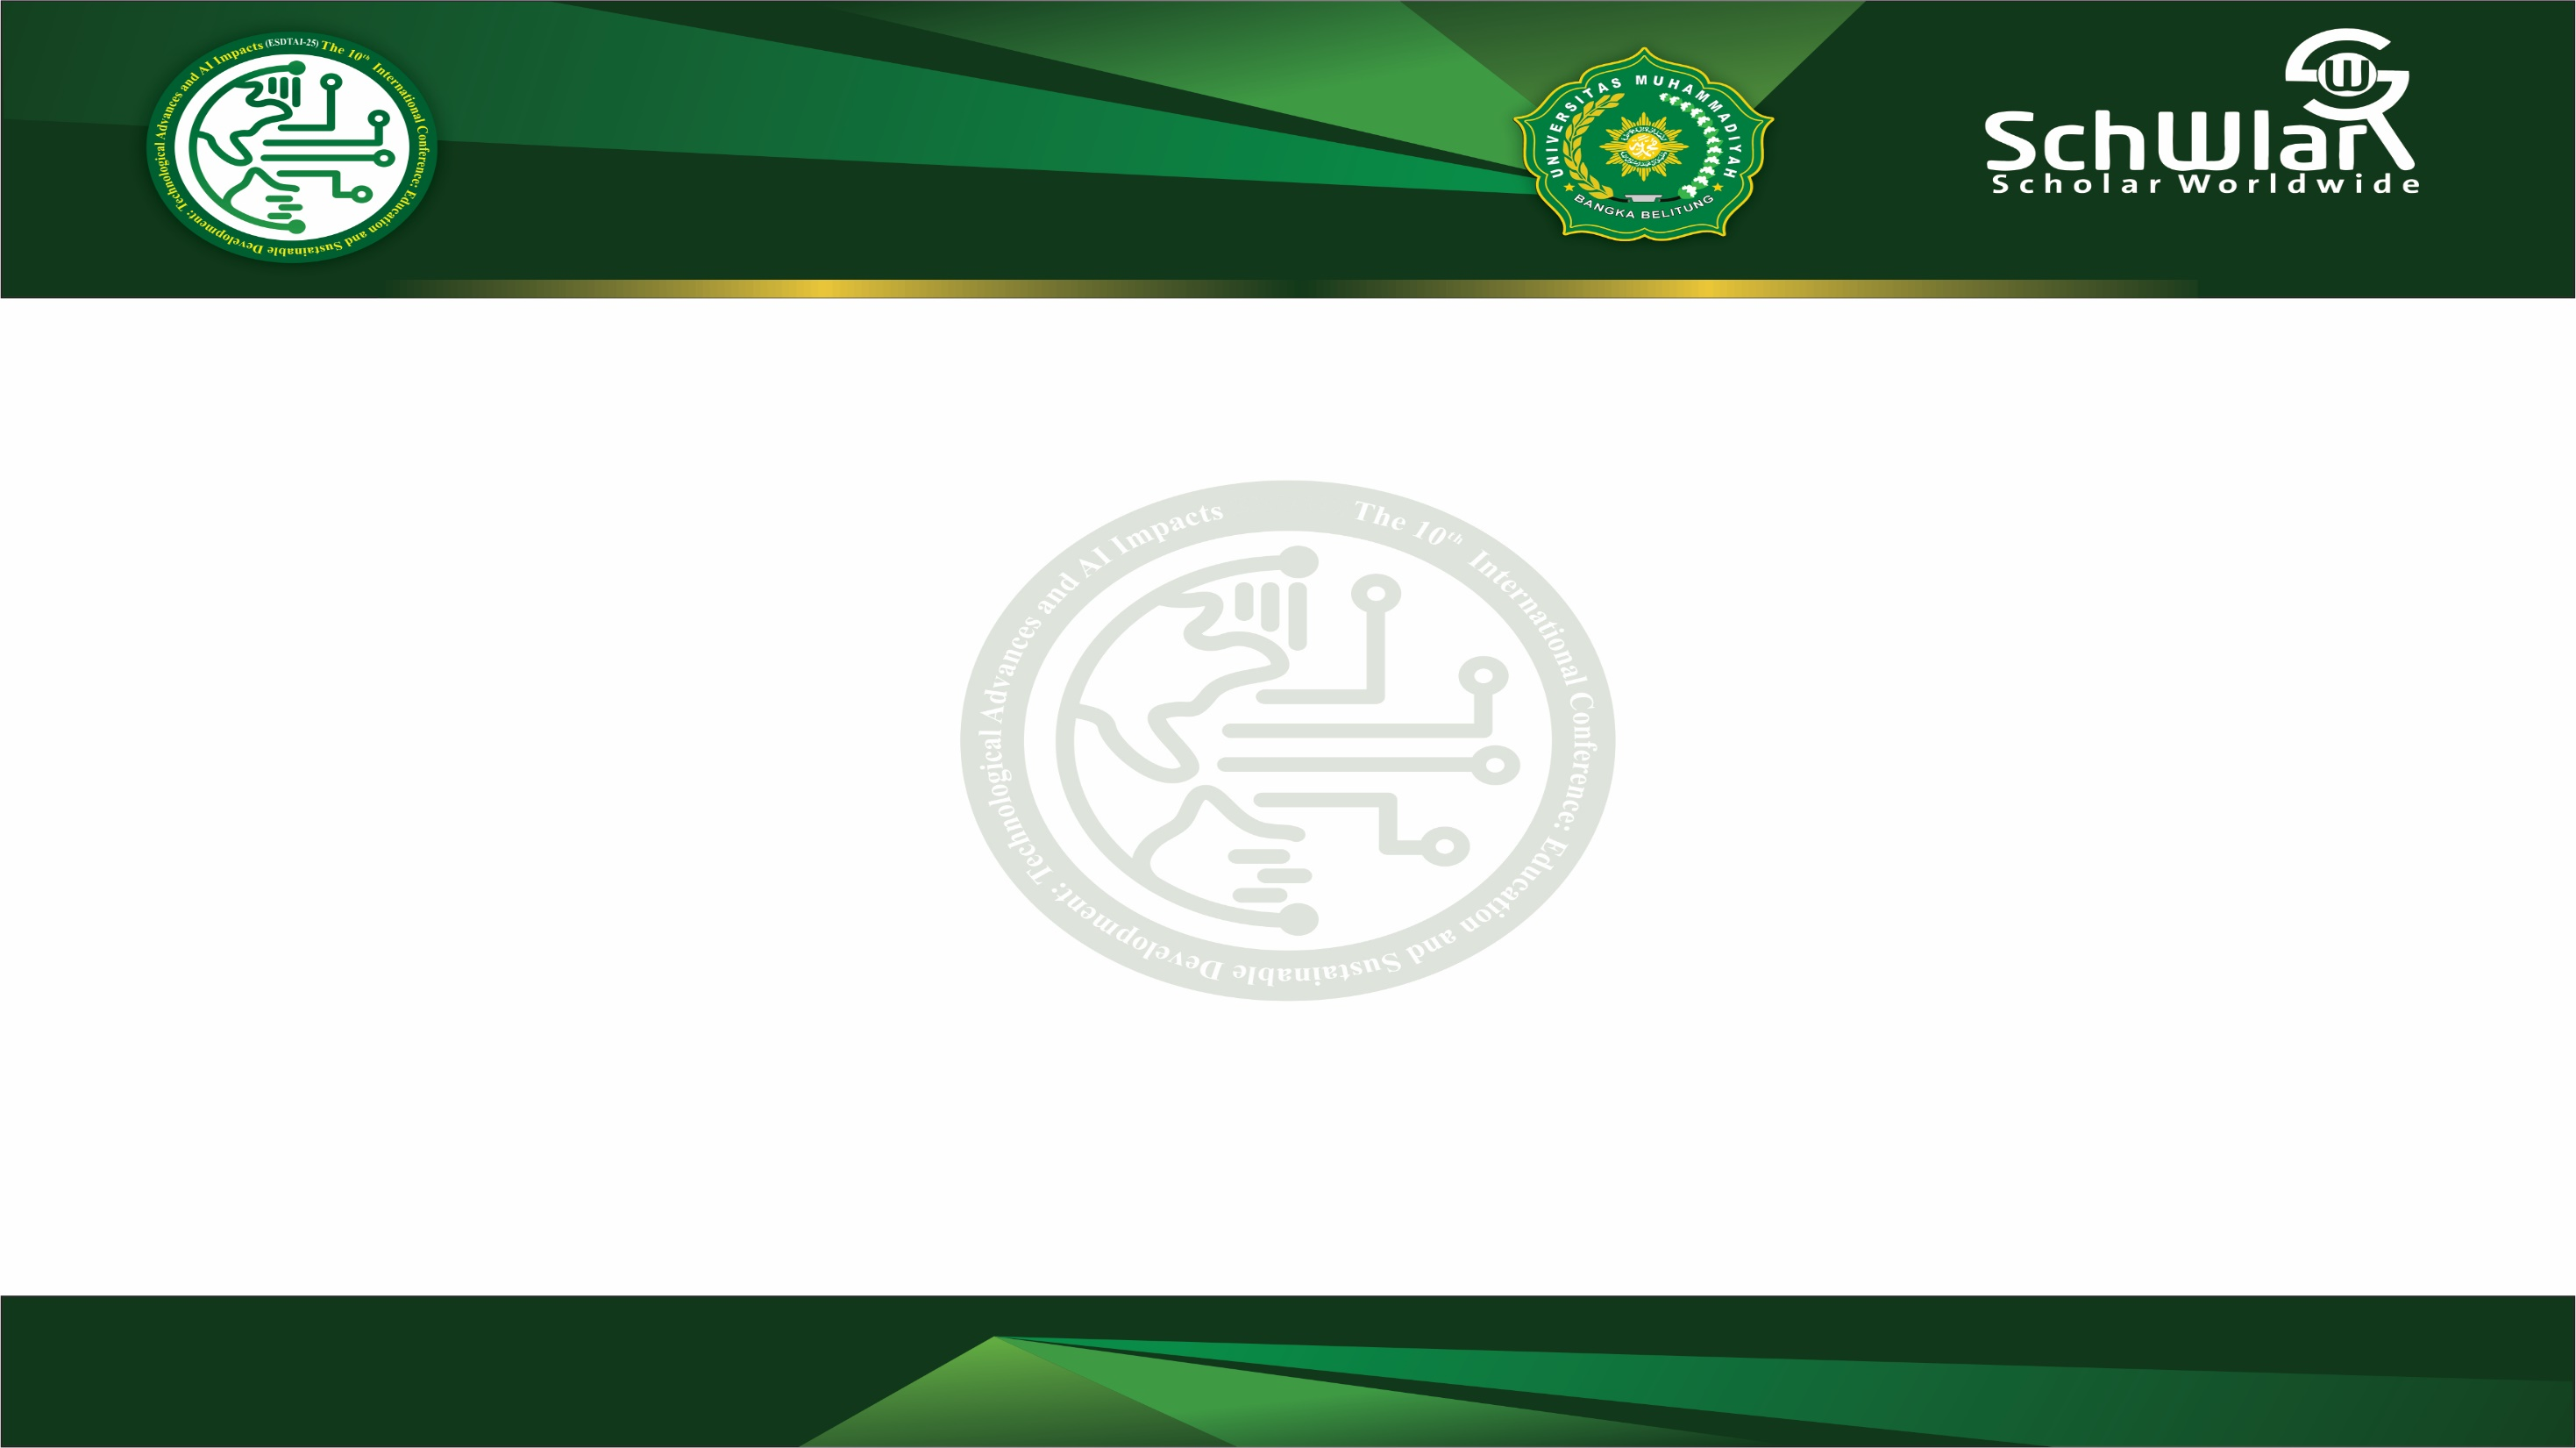 The 10th International Conference: Education and Sustainable Development: Technological Advances and AI Impacts
(ESDTAI-25)
UNIVERSITAS MUHAMMADIYAH
BANGKA BELITUNG
W
SchWlar
Scholar Worldwide
The 10th International Conference: Education and Sustainable Development: Technological Advances and AI Impacts